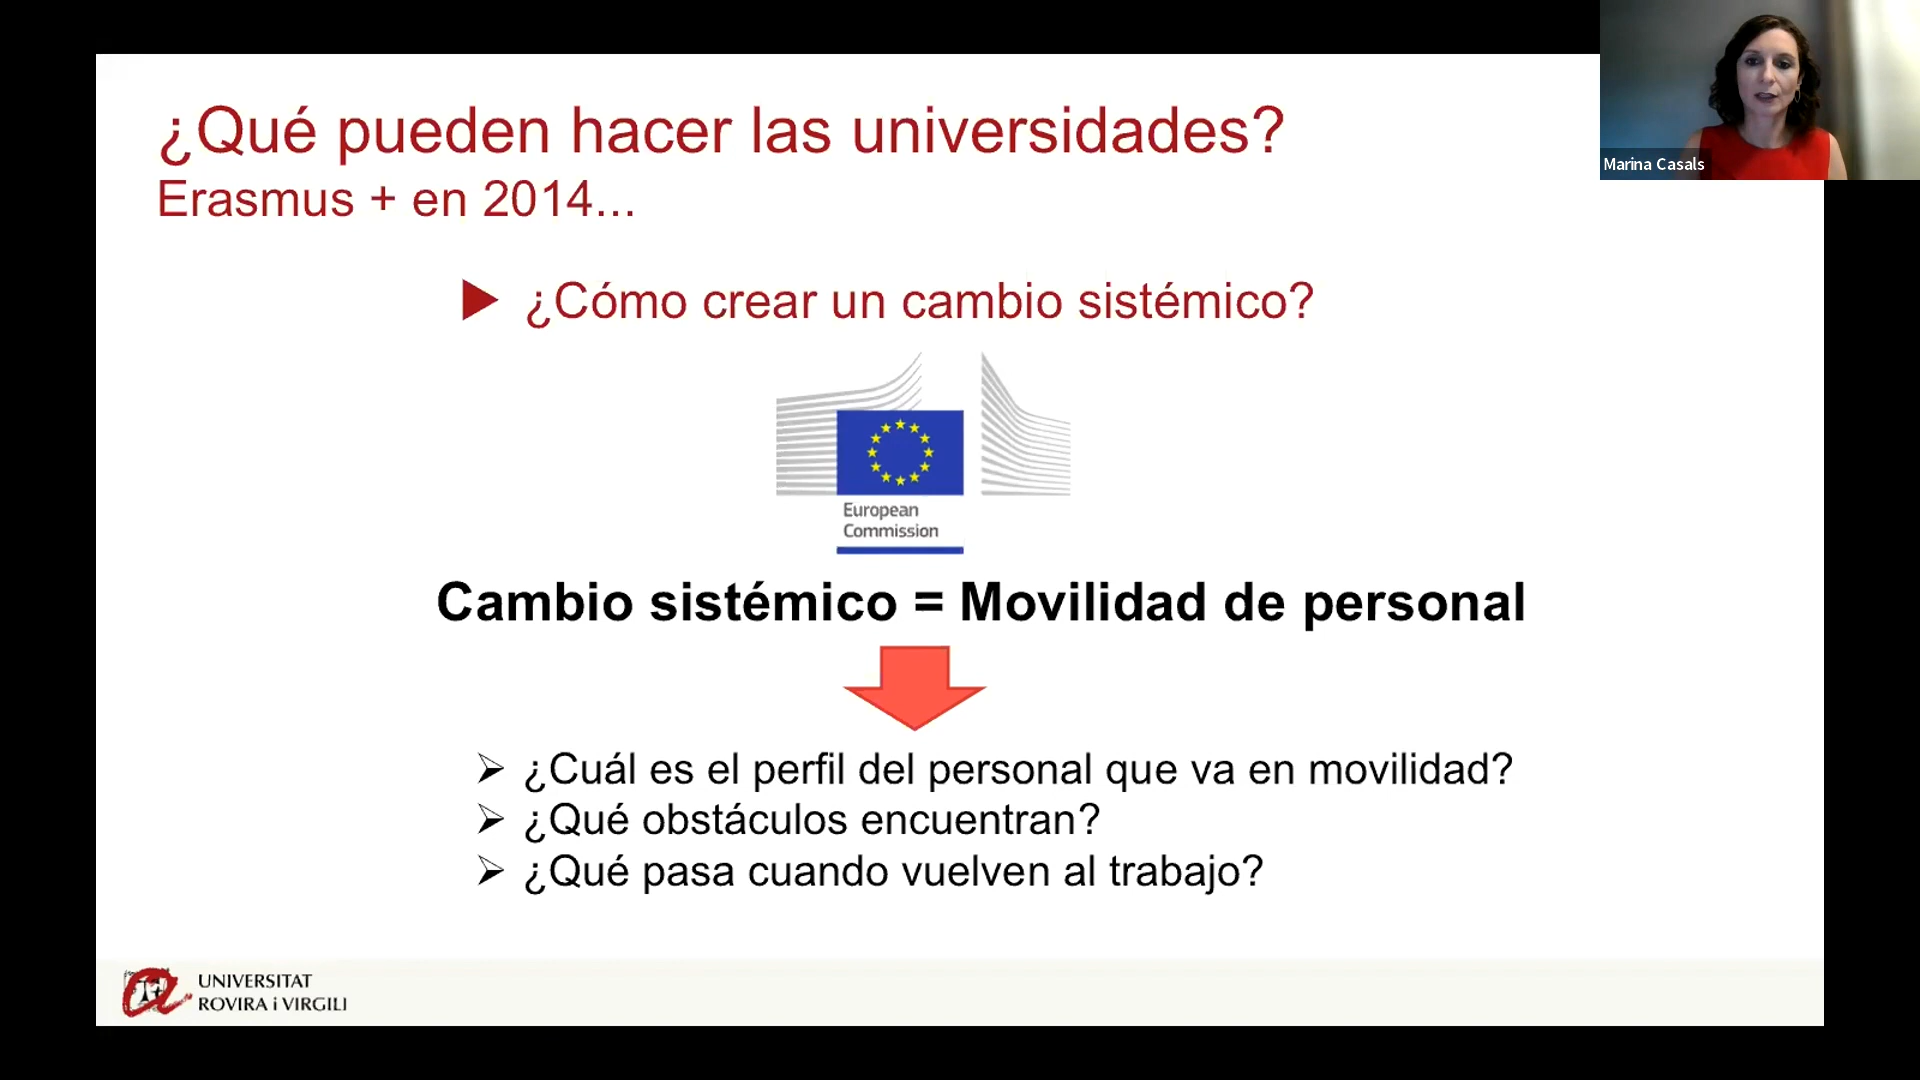 ¿Qué pueden hacer las universidades?
Erasmus + en 2014...
Marina Casals
¿Cómo crear un cambio sistémico?
European
Commission
Cambio sistémico = Movilidad de personal
¿Cuál es el perfil del personal que va en movilidad?
¿Qué obstáculos encuentran?
¿Qué pasa cuando vuelven al trabajo?
UNIVERSITAT
ROVIRA i VIRGILI